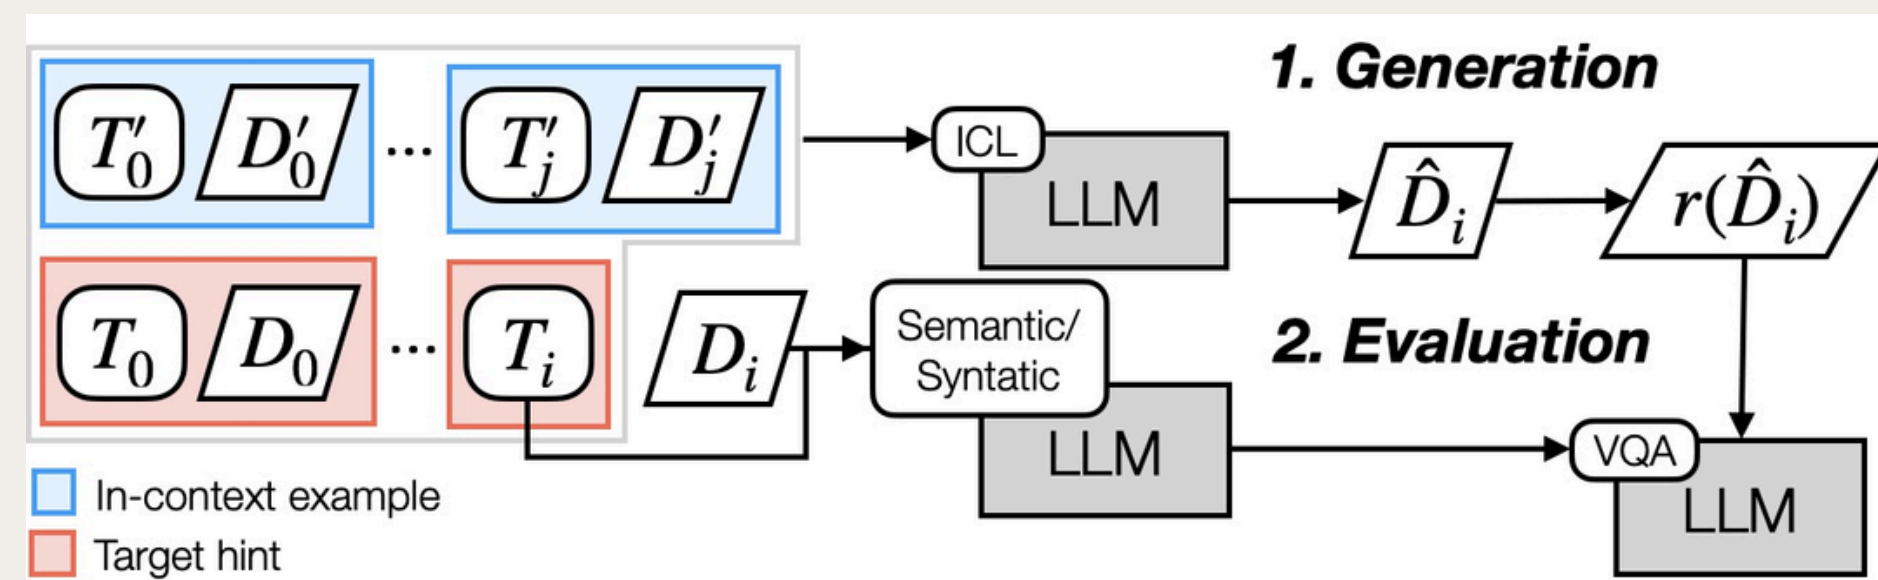 1. Generation
T′₀ D′₀ ... T′ⱼ D′ⱼ
ICL
LLM
D̂ᵢ
r(D̂ᵢ)
T₀ D₀ ... Tᵢ
Dᵢ
Semantic/
Syntatic
LLM
2. Evaluation
VQA
LLM
In-context example
Target hint